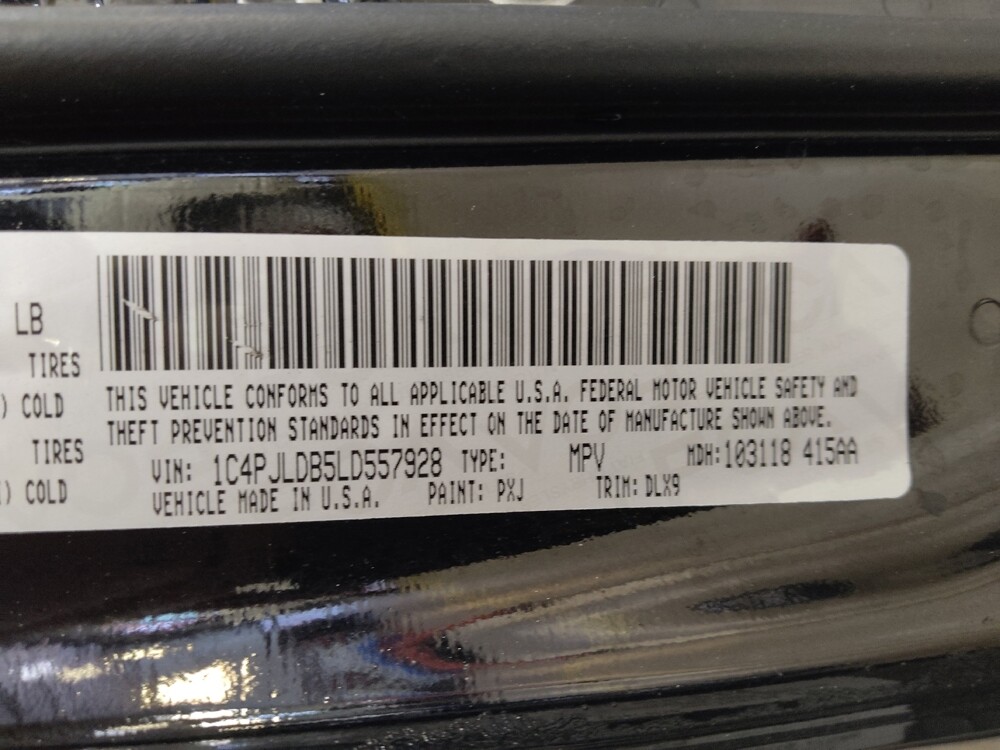 LB
TIRES
) COLD
TIRES
) COLD
THIS VEHICLE CONFORMS TO ALL APPLICABLE U.S.A. FEDERAL MOTOR VEHICLE SAFETY AND
THEFT PREVENTION STANDARDS IN EFFECT ON THE DATE OF MANUFACTURE SHOWN ABOVE.
VIN: 1C4PJLDB5LD557928 TYPE: MPV MDH:103118 415AA
VEHICLE MADE IN U.S.A. PAINT: PXJ TRIM: DLX9